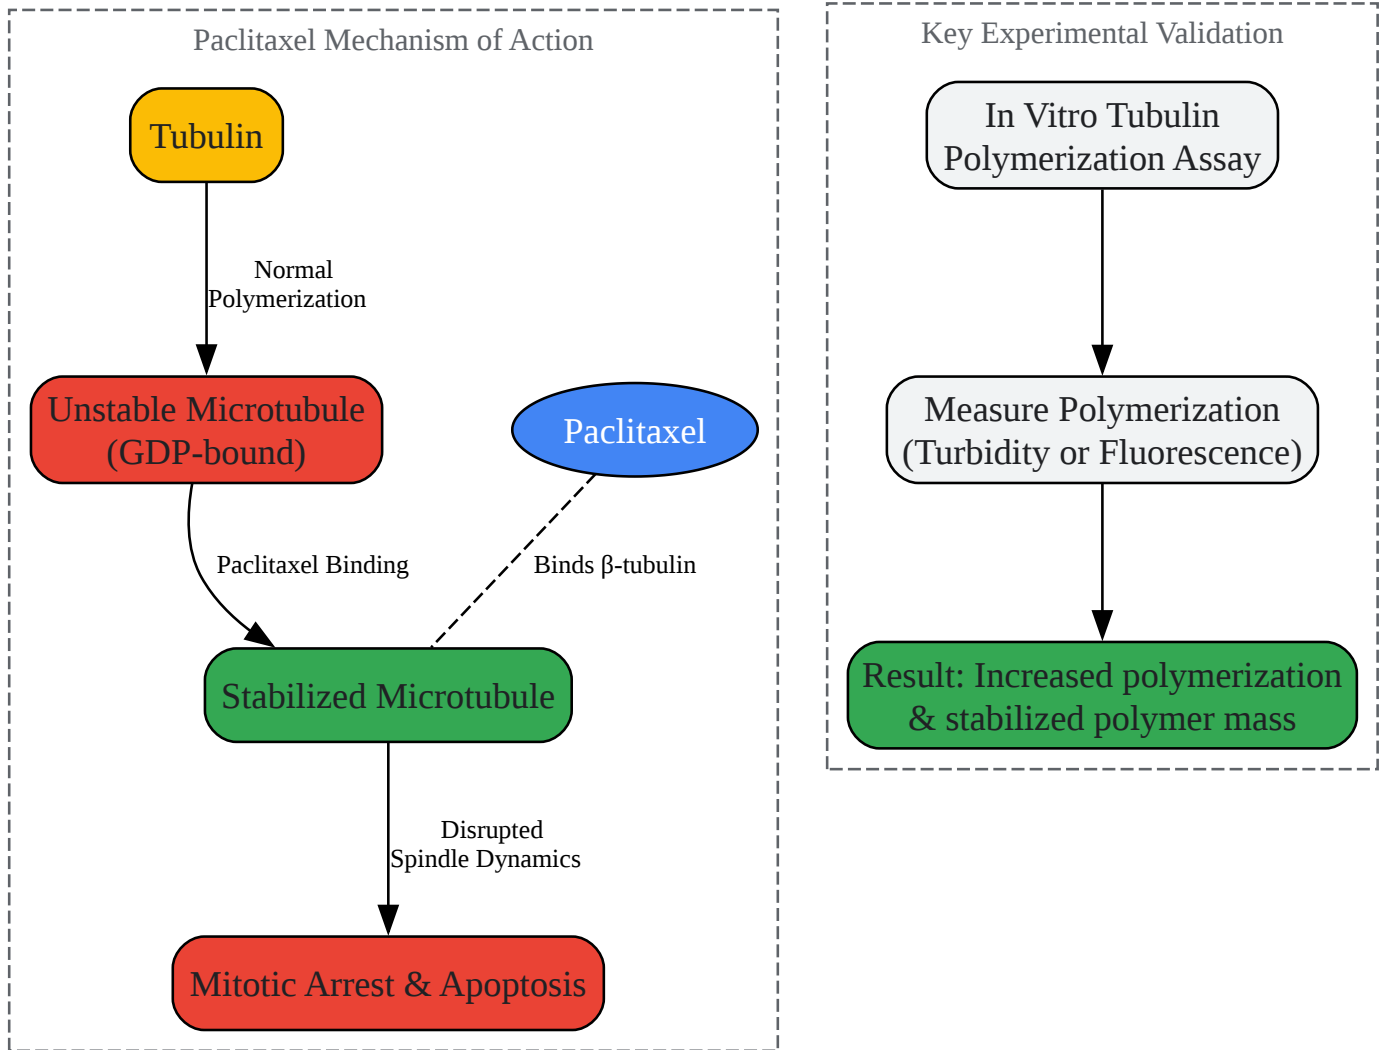 Paclitaxel Mechanism of Action
Tubulin
Normal
Polymerization
Unstable Microtubule
(GDP-bound)
Paclitaxel
Paclitaxel Binding
Binds β-tubulin
Stabilized Microtubule
Disrupted
Spindle Dynamics
Mitotic Arrest & Apoptosis
Key Experimental Validation
In Vitro Tubulin
Polymerization Assay
Measure Polymerization
(Turbidity or Fluorescence)
Result: Increased polymerization
& stabilized polymer mass